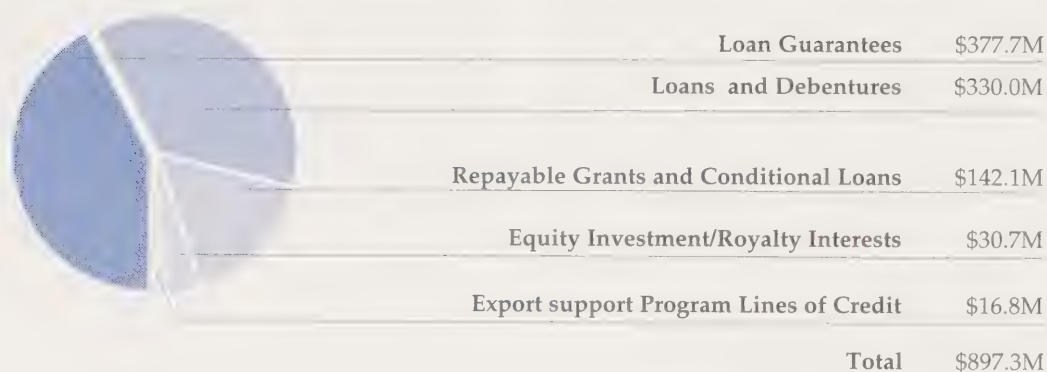 Loan Guarantees $377.7M
Loans and Debentures $330.0M
Repayable Grants and Conditional Loans $142.1M
Equity Investment/Royalty Interests $30.7M
Export support Program Lines of Credit $16.8M
Total $897.3M